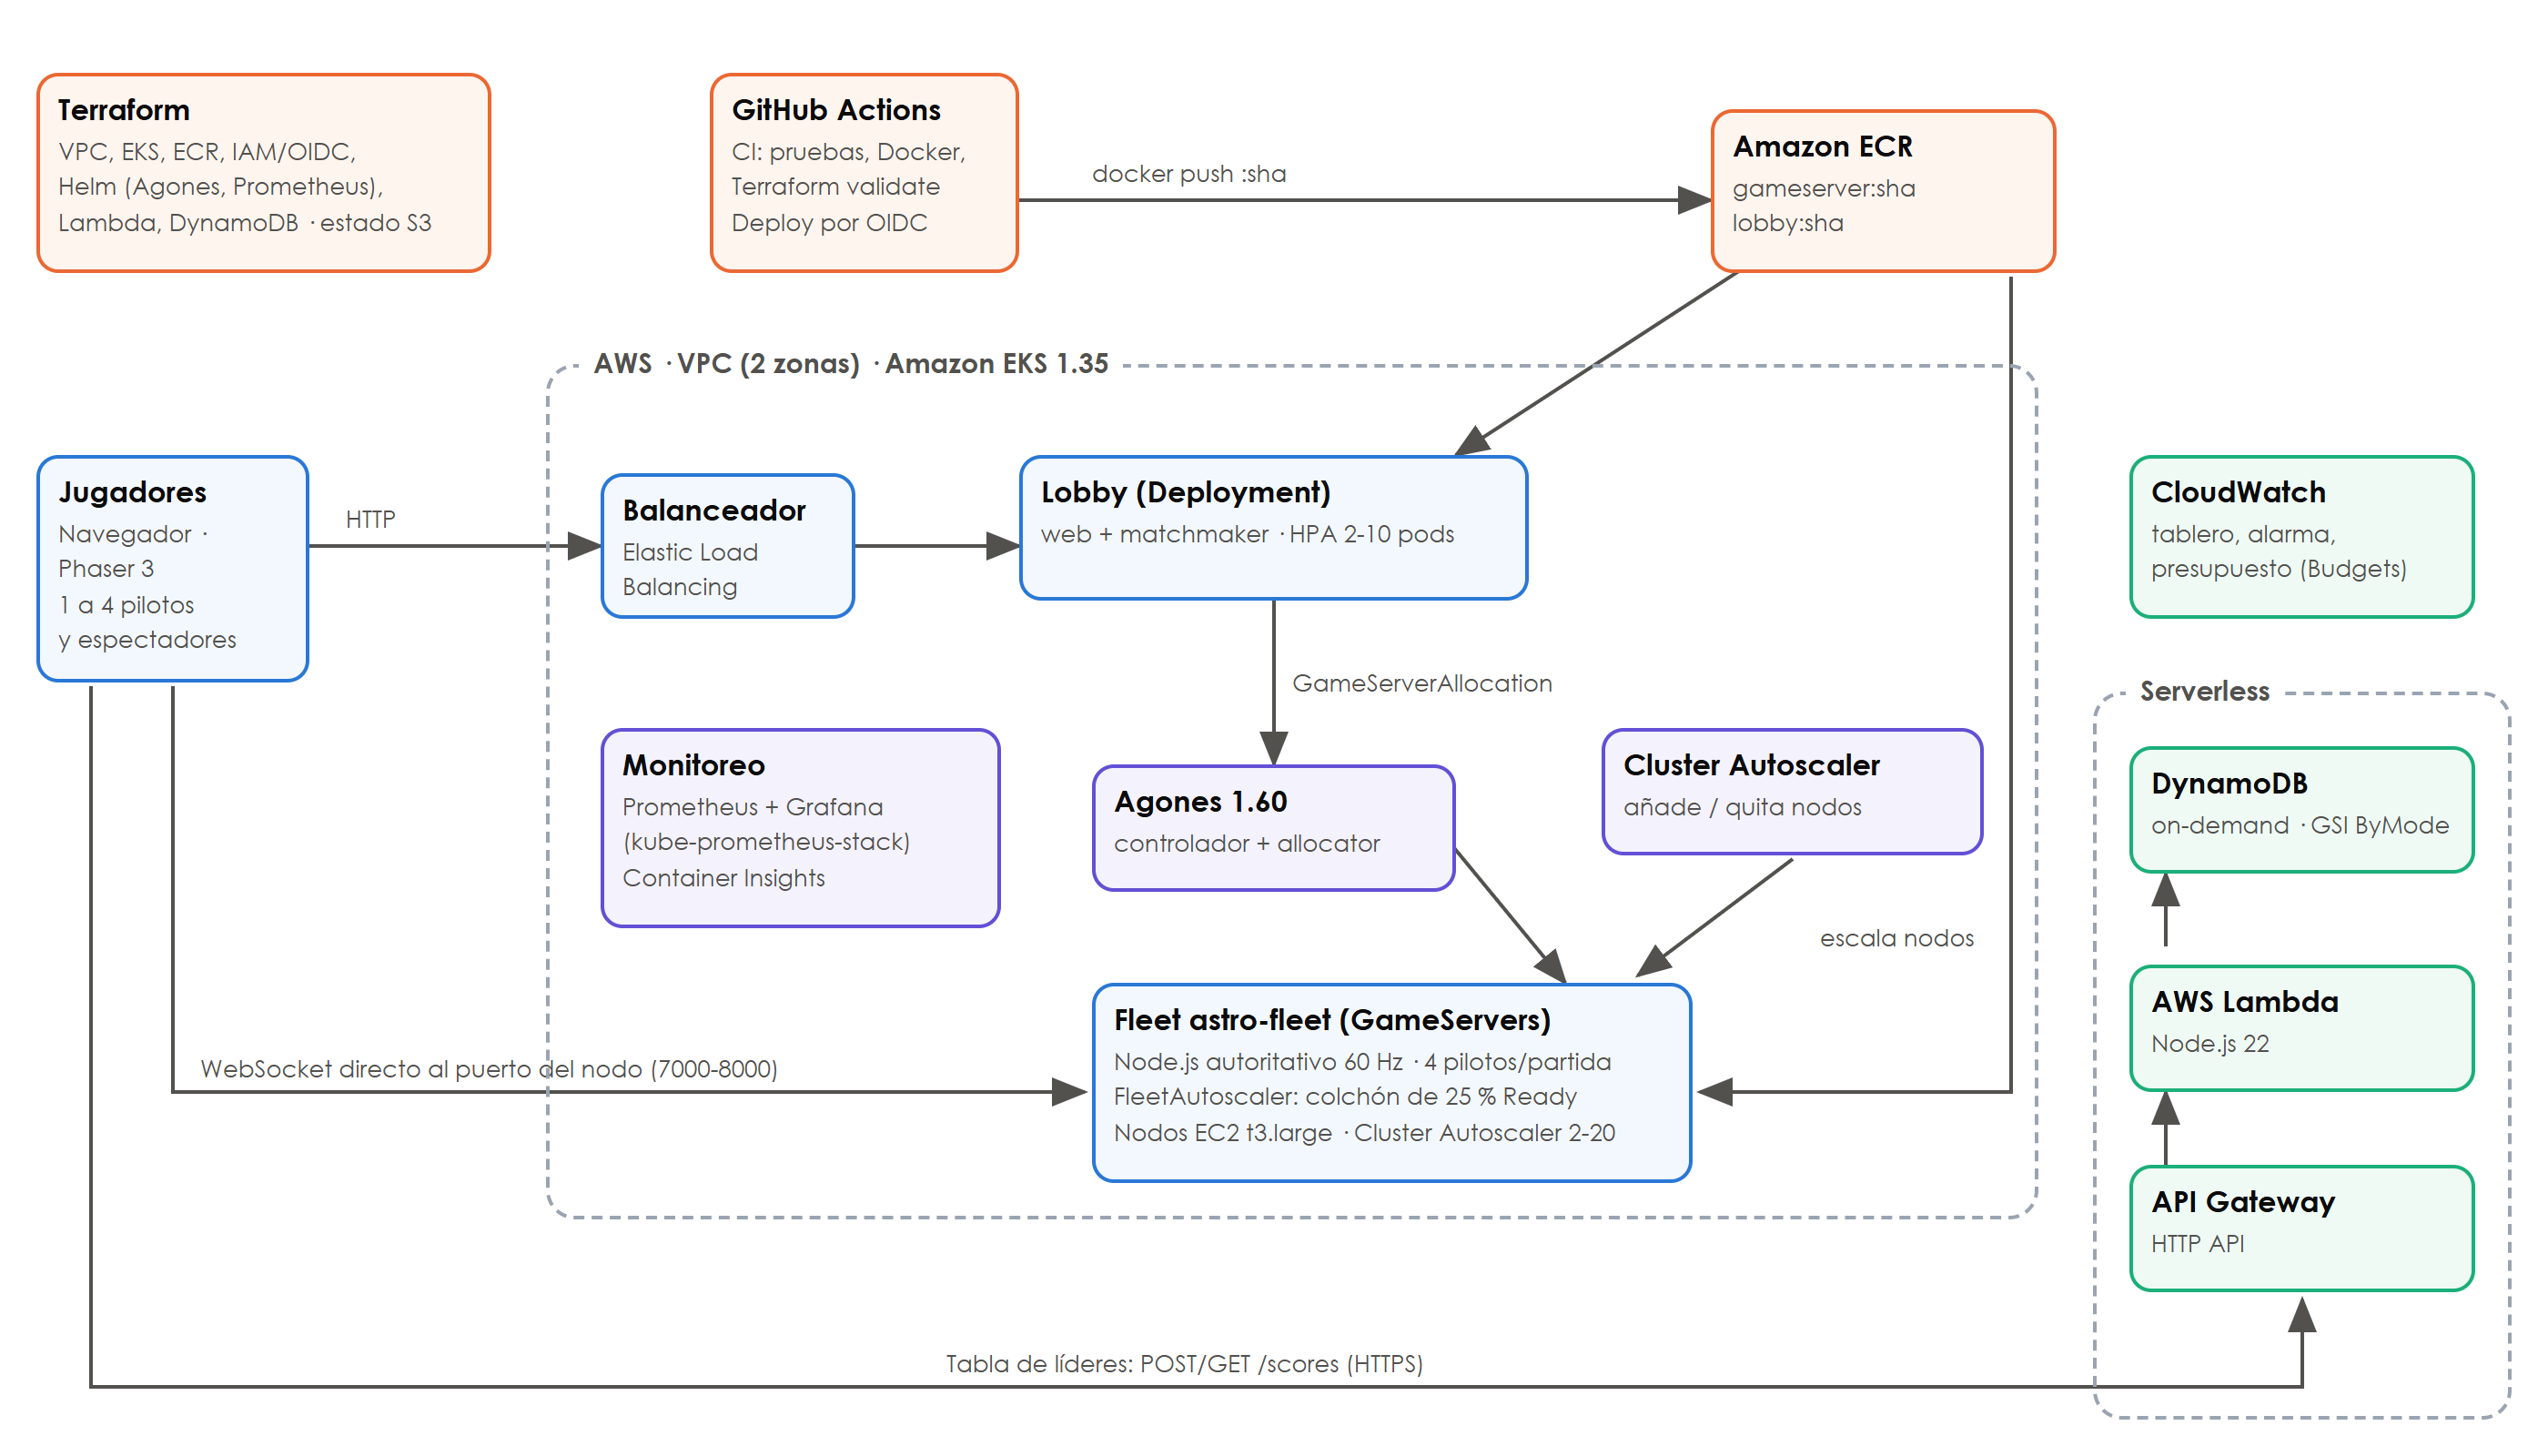 Terraform
VPC, EKS, ECR, IAM/OIDC,
Helm (Agones, Prometheus),
Lambda, DynamoDB · estado S3
GitHub Actions
CI: pruebas, Docker,
Terraform validate
Deploy por OIDC
docker push :sha
Amazon ECR
gameserver:sha
lobby:sha
AWS · VPC (2 zonas) · Amazon EKS 1.35
Jugadores
Navegador ·
Phaser 3
1 a 4 pilotos
y espectadores
HTTP
Balanceador
Elastic Load
Balancing
Lobby (Deployment)
web + matchmaker · HPA 2-10 pods
CloudWatch
tablero, alarma,
presupuesto (Budgets)
GameServerAllocation
Serverless
Monitoreo
Prometheus + Grafana
(kube-prometheus-stack)
Container Insights
Agones 1.60
controlador + allocator
Cluster Autoscaler
añade / quita nodos
DynamoDB
on-demand · GSI ByMode
escala nodos
Fleet astro-fleet (GameServers)
Node.js autoritativo 60 Hz · 4 pilotos/partida
FleetAutoscaler: colchón de 25 % Ready
Nodos EC2 t3.large · Cluster Autoscaler 2-20
AWS Lambda
Node.js 22
WebSocket directo al puerto del nodo (7000-8000)
API Gateway
HTTP API
Tabla de líderes: POST/GET /scores (HTTPS)